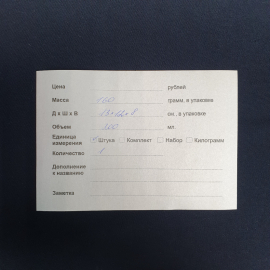 Цена рублей
Масса 100 грамм, в упаковке
Д х Ш х В см., в упаковке
Объем 100 мл.
Единица измерения Штука Комплект Набор Килограмм
Количество 1
Дополнение
к названию
Заметка